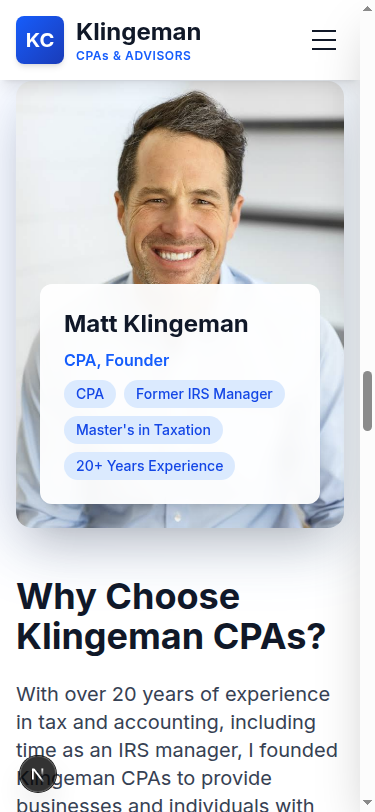 KC
Klingeman
CPAs & ADVISORS
Matt Klingeman
CPA, Founder
CPA
Former IRS Manager
Master's in Taxation
20+ Years Experience
Why Choose
Klingeman CPAs?
With over 20 years of experience
in tax and accounting, including
time as an IRS manager, I founded
Klingeman CPAs to provide
businesses and individuals with
N